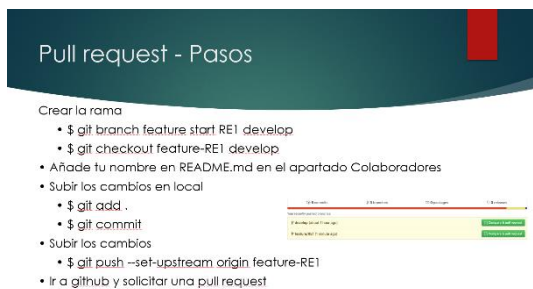 Pull request - Pasos
Crear la rama
• $ git branch feature start RE1 develop
• $ git checkout feature-RE1 develop
• Añade tu nombre en README.md en el apartado Colaboradores
• Subir los cambios en local
• $ git add .
• $ git commit
• Subir los cambios
• $ git push --set-upstream origin feature-RE1
• Ir a github y solicitar una pull request